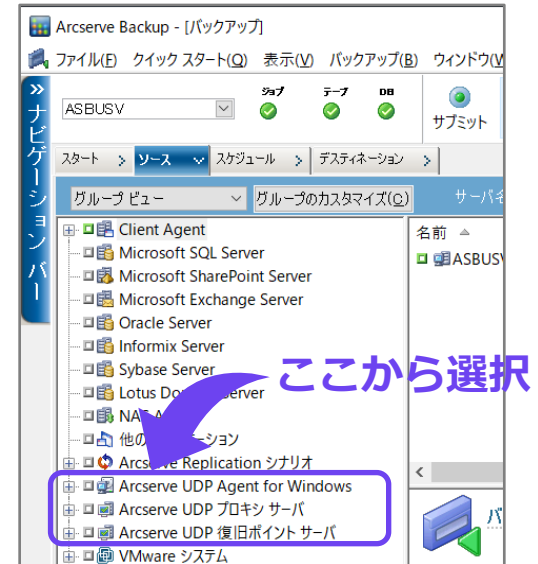 Arcserve Backup - [バックアップ]
ファイル(F) クイック スタート(Q) 表示(V) バックアップ(B) ウィンドウ(W
»
ナビゲーション バー
ジョブ テープ DB
ASBUSV
サブミット
スタート ソース スケジュール デスティネーション
グループ ビュー グループのカスタマイズ(C) サーバ名
Client Agent
名前
Microsoft SQL Server
ASBUSV
Microsoft SharePoint Server
Microsoft Exchange Server
Oracle Server
Informix Server
Sybase Server
ここから選択
Lotus Do erver
NAS A
他の ーション
Arcserve Replication シナリオ
Arcserve UDP Agent for Windows
Arcserve UDP プロキシ サーバ
バ
Arcserve UDP 復旧ポイント サーバ
VMware システム